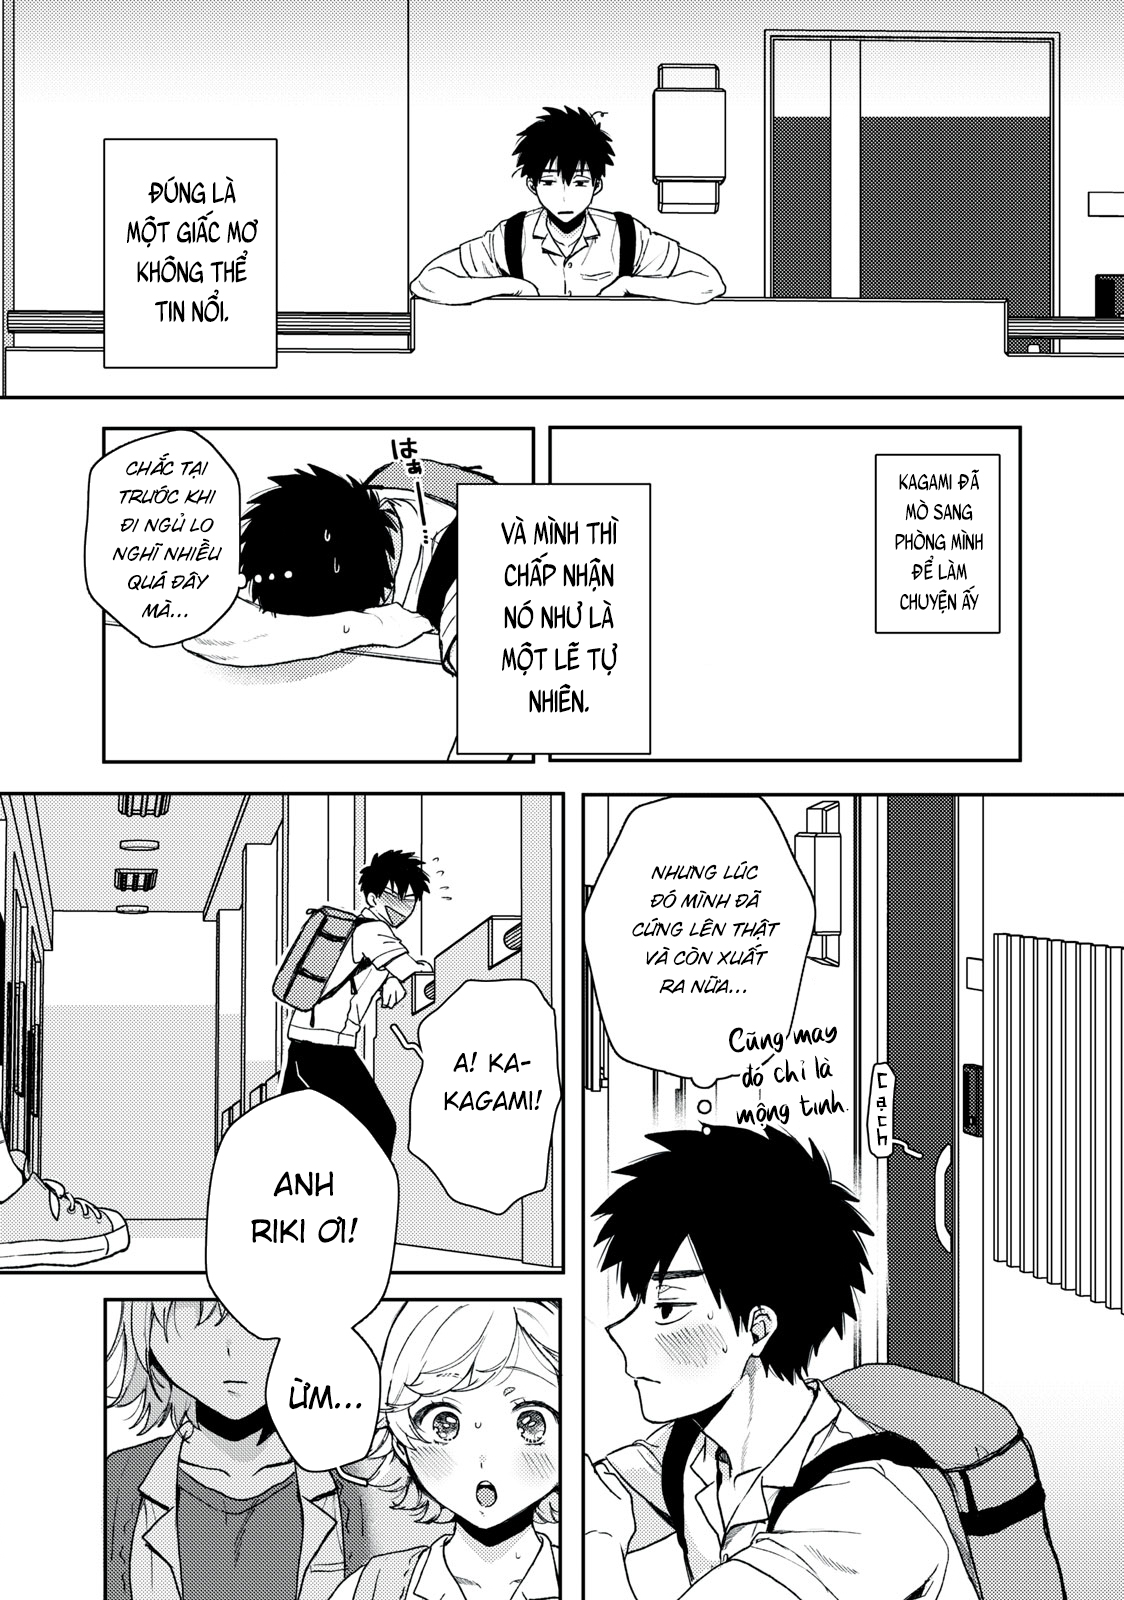 ĐÚNG LÀ
MỘT GIẤC MƠ
KHÔNG THỂ
TIN NỔI.
KAGAMI ĐÃ
MÒ SANG
PHÒNG MÌNH
ĐỂ LÀM
CHUYỆN ẤY
VÀ MÌNH THÌ
CHẤP NHẬN
NÓ NHƯ LÀ
MỘT LẼ TỰ
NHIÊN.
はぁ…
CHẮC TẠI
TRƯỚC KHI
ĐI NGỦ LO
NGHĨ NHIỀU
QUÁ ĐÂY
MÀ...
NHƯNG LÚC
ĐÓ MÌNH ĐÃ
CỨNG LÊN THẬT
VÀ CÒN XUẤT
RA NỮA...
Cũng may
đó chỉ là
mộng tinh.
Cạch
A! KA-
KAGAMI!
ANH
RIKI ƠI!
ỪM...